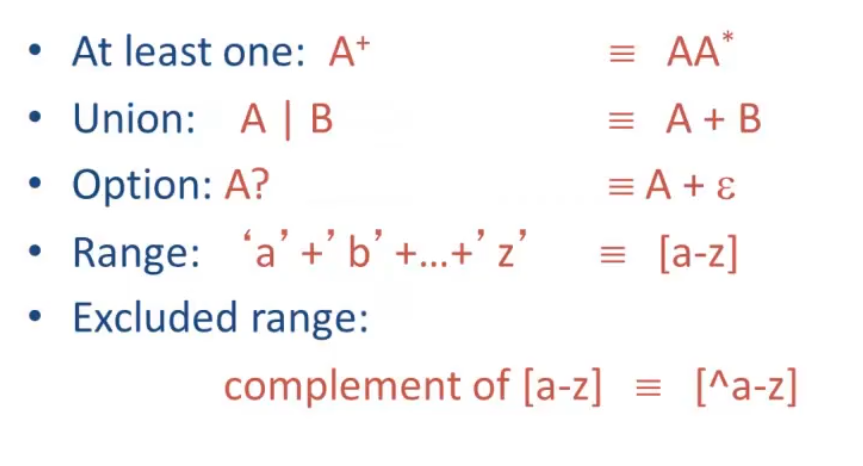 • At least one: A⁺ ≡ AA*
• Union: A | B ≡ A + B
• Option: A? ≡ A + ε
• Range: ‘a’ +’ b’ +...+’ z’ ≡ [a-z]
• Excluded range:
complement of [a-z] ≡ [^a-z]